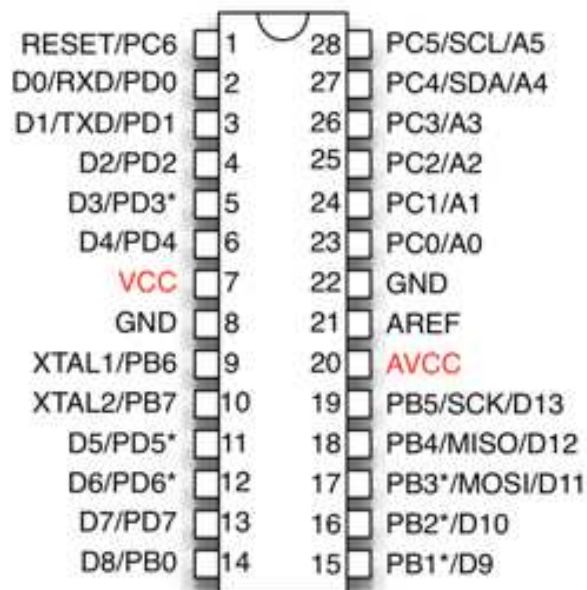 RESET/PC6 1 28 PC5/SCL/A5
D0/RXD/PD0 2 27 PC4/SDA/A4
D1/TXD/PD1 3 26 PC3/A3
D2/PD2 4 25 PC2/A2
D3/PD3* 5 24 PC1/A1
D4/PD4 6 23 PC0/A0
VCC 7 22 GND
GND 8 21 AREF
XTAL1/PB6 9 20 AVCC
XTAL2/PB7 10 19 PB5/SCK/D13
D5/PD5* 11 18 PB4/MISO/D12
D6/PD6* 12 17 PB3*/MOSI/D11
D7/PD7 13 16 PB2*/D10
D8/PB0 14 15 PB1*/D9